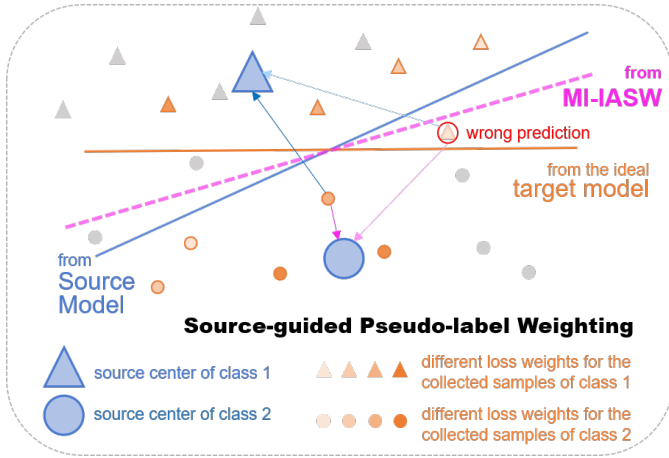 from
MI-IASW
wrong prediction
from the ideal
target model
from
Source
Model
Source-guided Pseudo-label Weighting
source center of class 1
different loss weights for the
collected samples of class 1
source center of class 2
different loss weights for the
collected samples of class 2